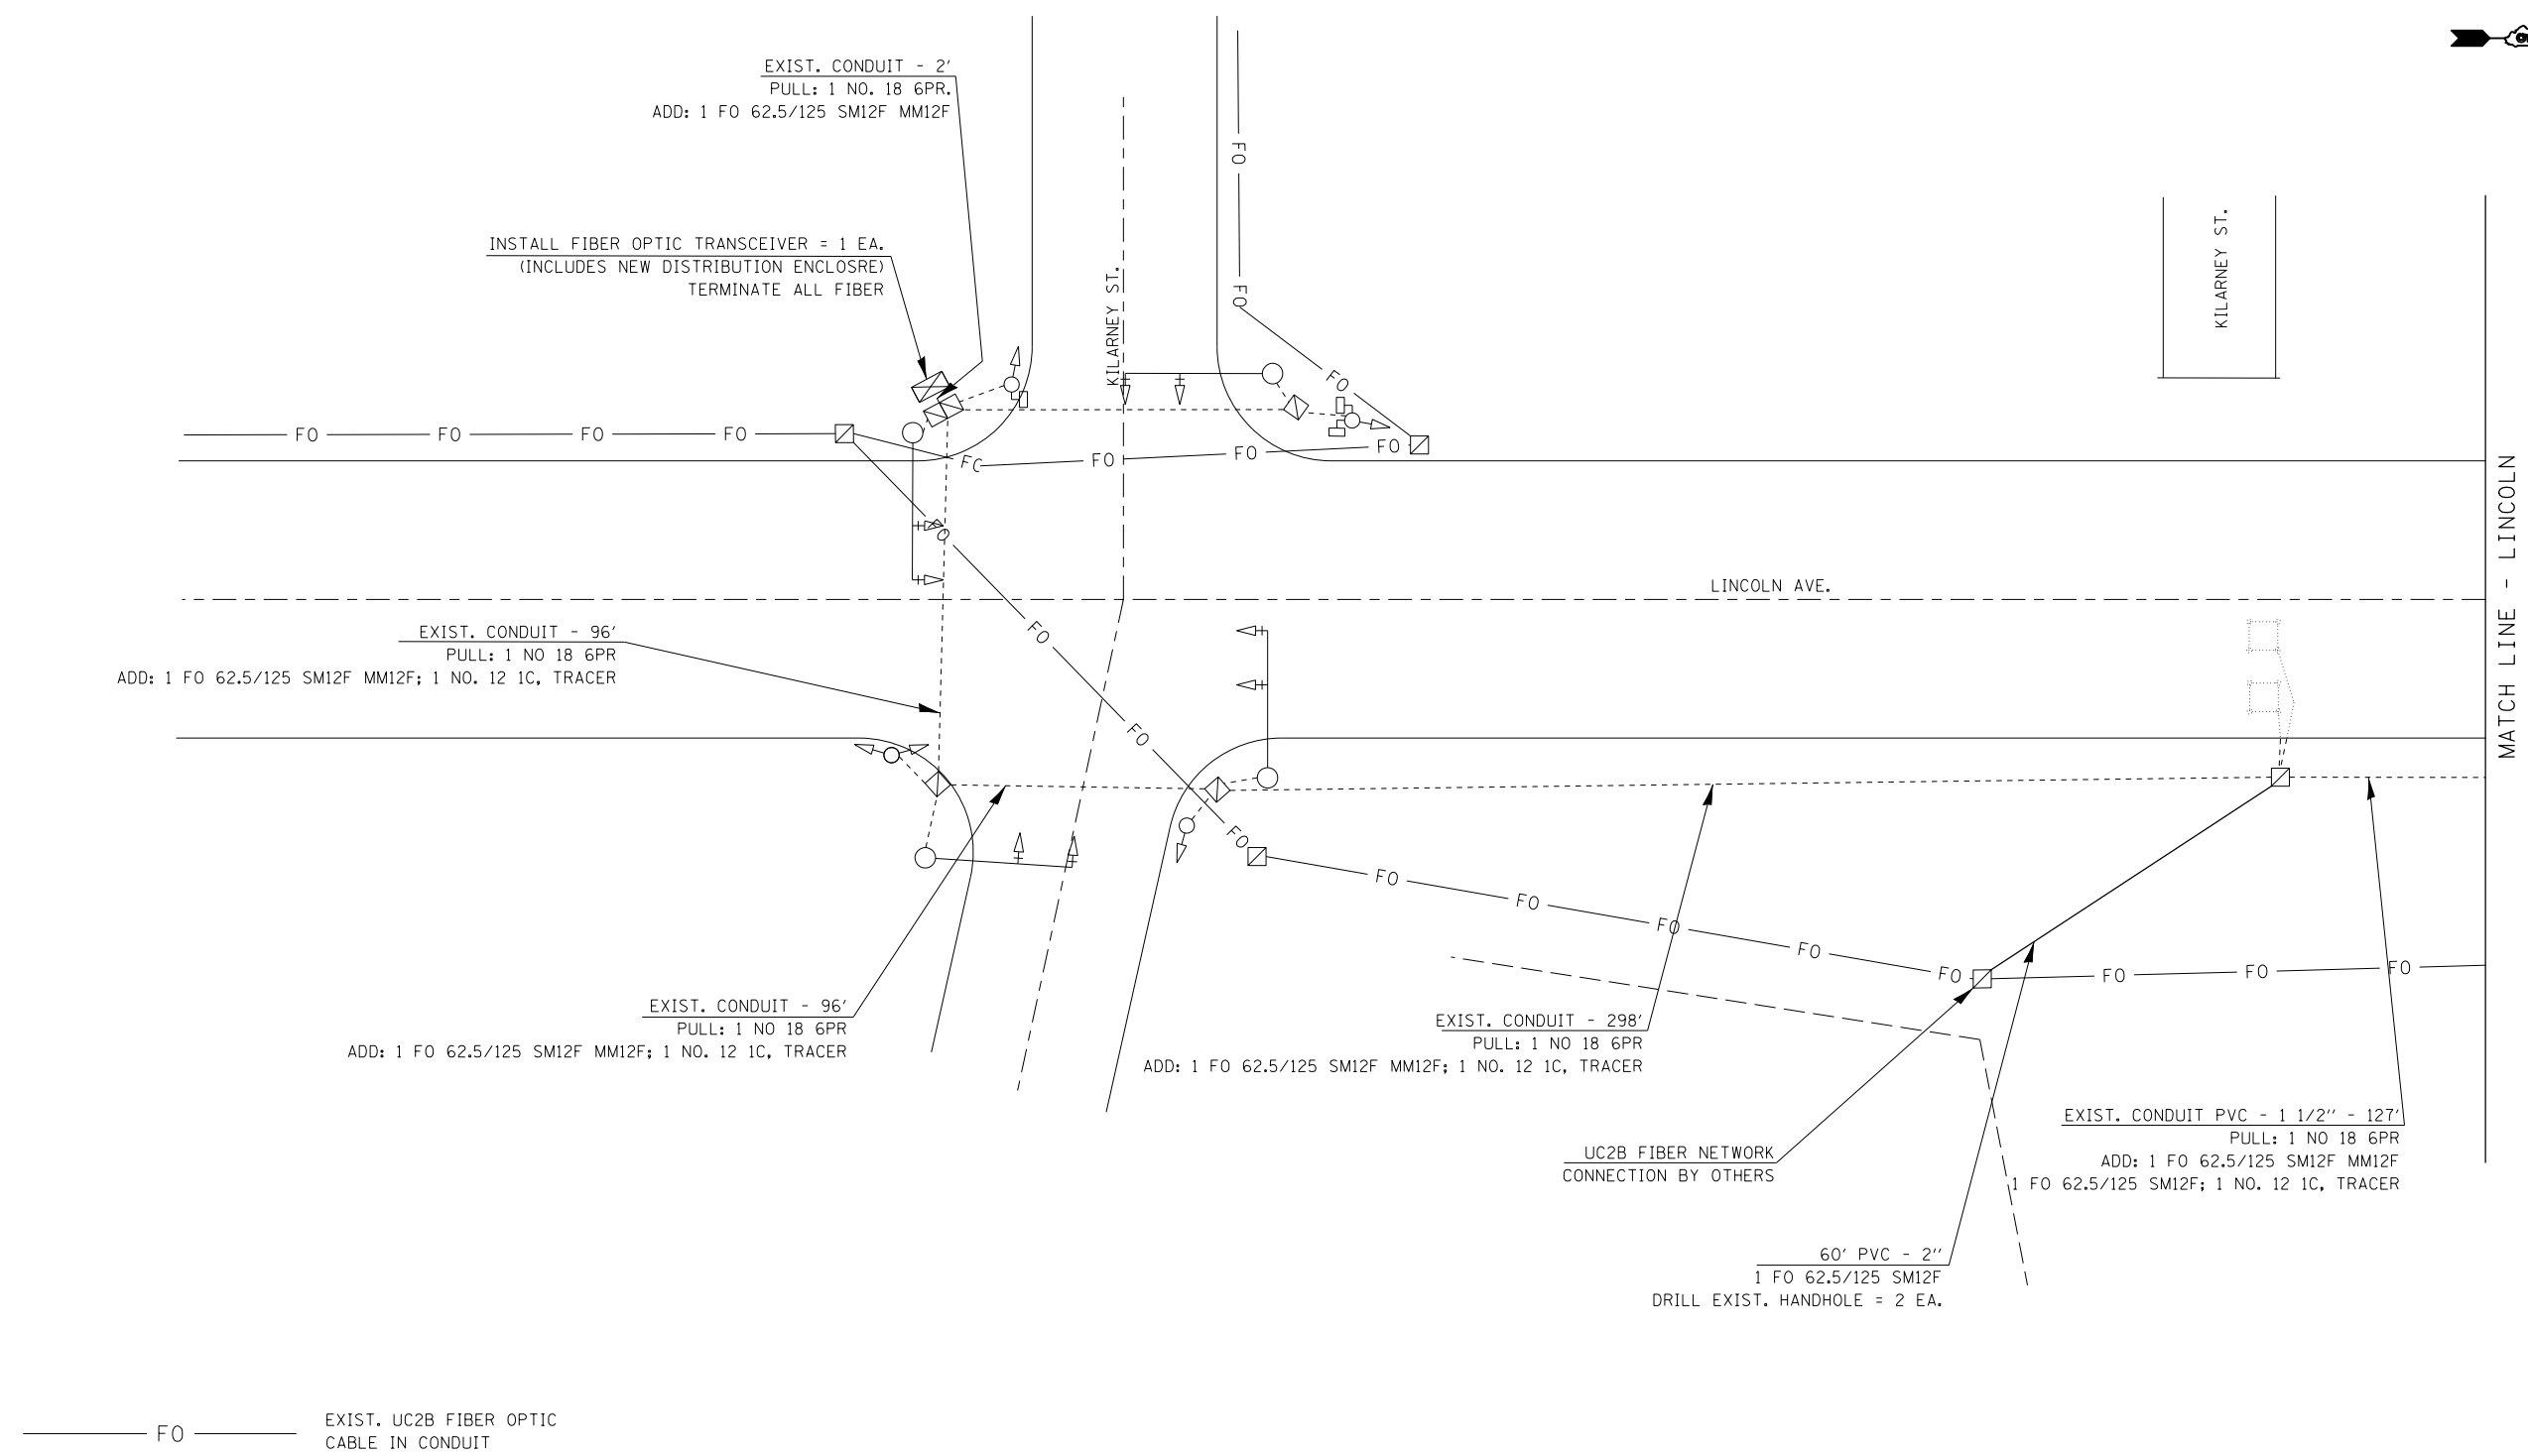 EXIST. CONDUIT - 2'
PULL: 1 NO. 18 6PR.
ADD: 1 FO 62.5/125 SM12F MM12F
INSTALL FIBER OPTIC TRANSCEIVER = 1 EA.
(INCLUDES NEW DISTRIBUTION ENCLOSRE)
TERMINATE ALL FIBER
KILARNEY ST.
FO
FO
FO
KILARNEY ST.
FO
FO
FO
FO
FO
FO
FO
FO
FO
FO
FO
LINCOLN AVE.
MATCH LINE - LINCOLN
EXIST. CONDUIT - 96'
PULL: 1 NO 18 6PR
ADD: 1 FO 62.5/125 SM12F MM12F; 1 NO. 12 1C, TRACER
FO
FO
FO
FO
FO
FO
FO
FO
EXIST. CONDUIT - 96'
PULL: 1 NO 18 6PR
ADD: 1 FO 62.5/125 SM12F MM12F; 1 NO. 12 1C, TRACER
EXIST. CONDUIT - 298'
PULL: 1 NO 18 6PR
ADD: 1 FO 62.5/125 SM12F MM12F; 1 NO. 12 1C, TRACER
UC2B FIBER NETWORK
CONNECTION BY OTHERS
EXIST. CONDUIT PVC - 1 1/2'' - 127'
PULL: 1 NO 18 6PR
ADD: 1 FO 62.5/125 SM12F MM12F
1 FO 62.5/125 SM12F; 1 NO. 12 1C, TRACER
60' PVC - 2''
1 FO 62.5/125 SM12F
DRILL EXIST. HANDHOLE = 2 EA.
FO
EXIST. UC2B FIBER OPTIC
CABLE IN CONDUIT